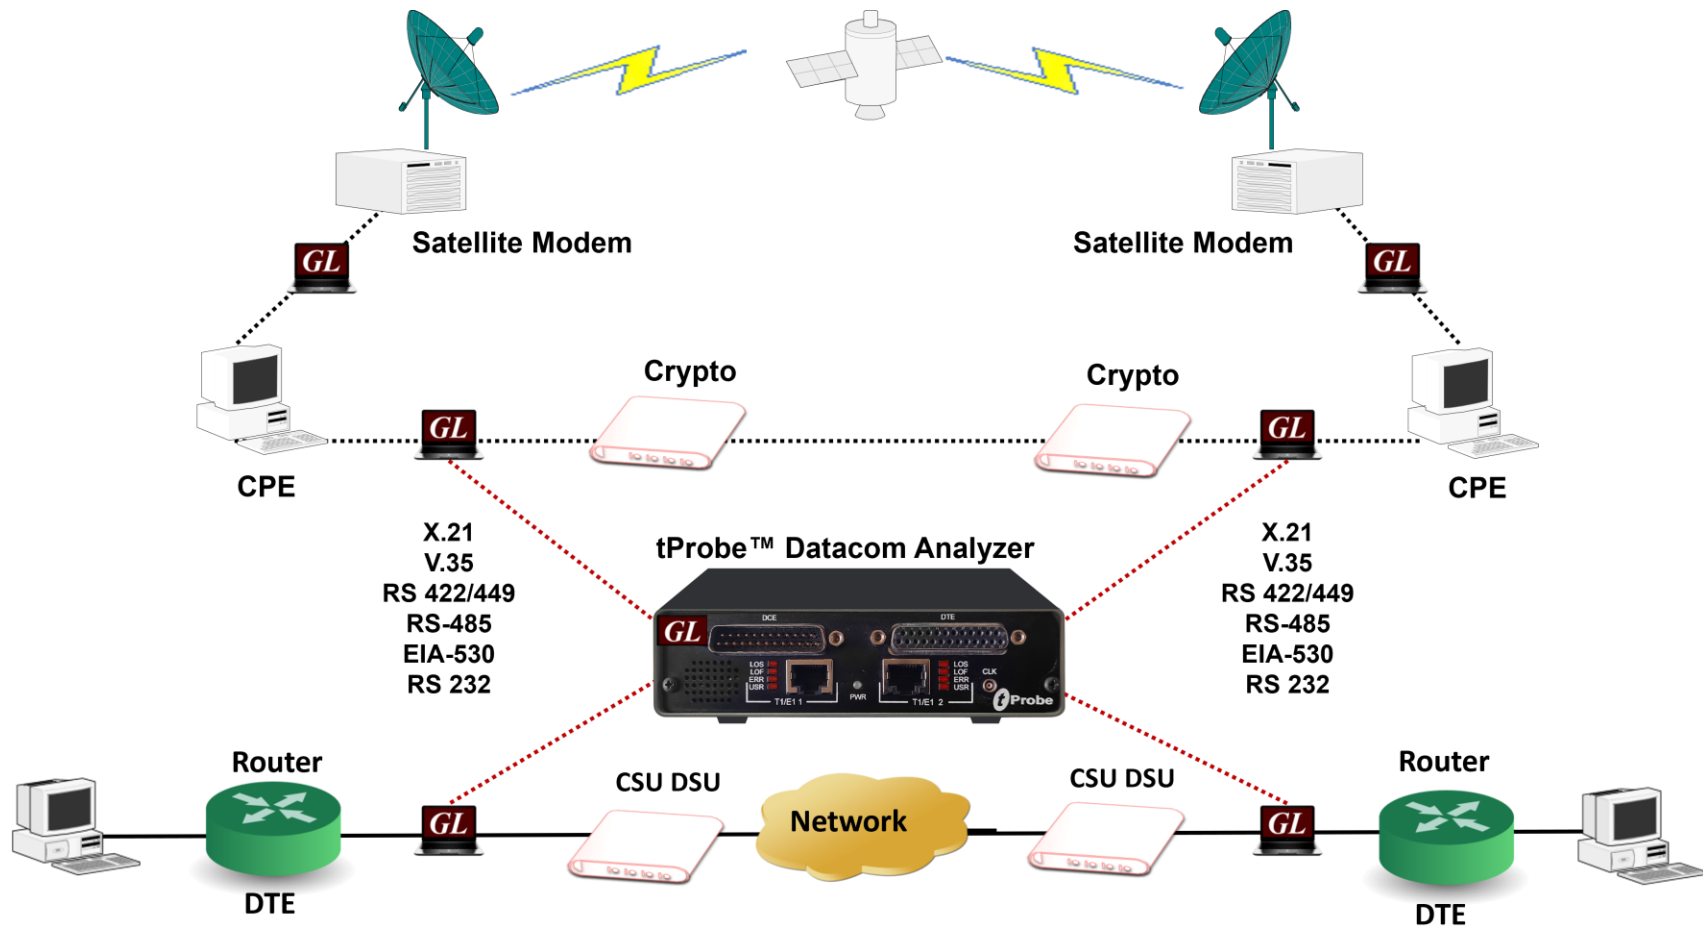 Satellite Modem
Satellite Modem
GL
GL
Crypto
Crypto
GL
GL
CPE
CPE
X.21
V.35
RS 422/449
RS-485
EIA-530
RS 232
tProbe™ Datacom Analyzer
X.21
V.35
RS 422/449
RS-485
EIA-530
RS 232
GL
DCE
DTE
LOS
LOF
ERR
USR
T1/E1 1
PWR
T1/E1 2
LOS
LOF
ERR
USR
CLK
tProbe
Router
CSU DSU
CSU DSU
Router
GL
Network
GL
DTE
DTE